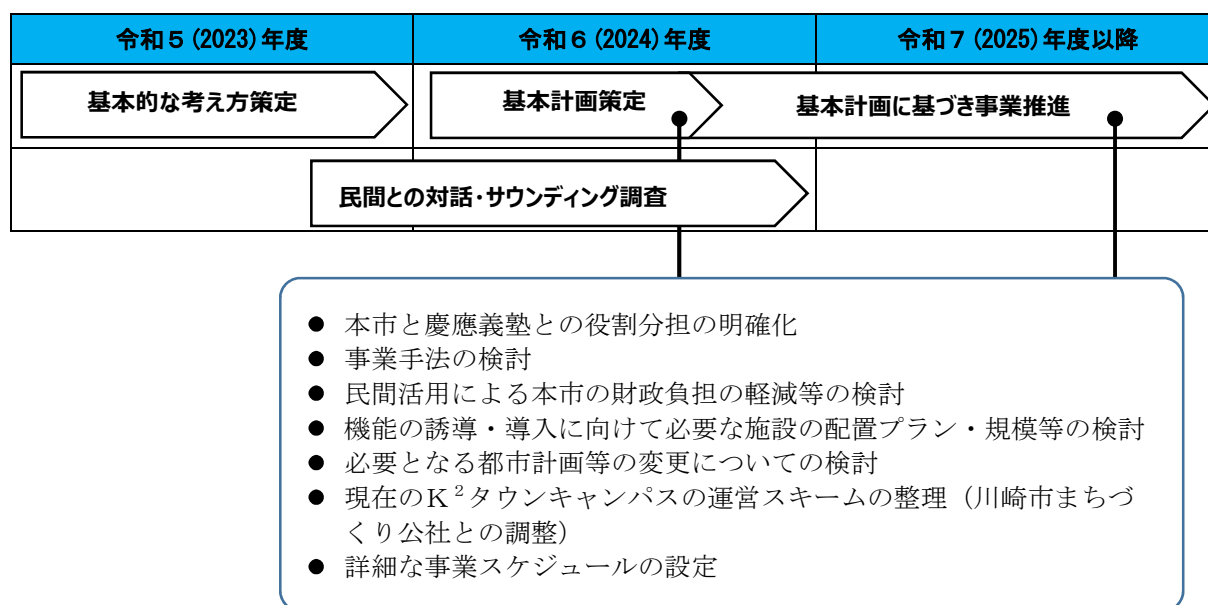 令和５(2023)年度
令和６(2024)年度
令和７(2025)年度以降
基本的な考え方策定
基本計画策定
基本計画に基づき事業推進
民間との対話・サウンディング調査
● 本市と慶應義塾との役割分担の明確化
● 事業手法の検討
● 民間活用による本市の財政負担の軽減等の検討
● 機能の誘導・導入に向けて必要な施設の配置プラン・規模等の検討
● 必要となる都市計画等の変更についての検討
● 現在のＫ²タウンキャンパスの運営スキームの整理（川崎市まちづ
くり公社との調整）
● 詳細な事業スケジュールの設定